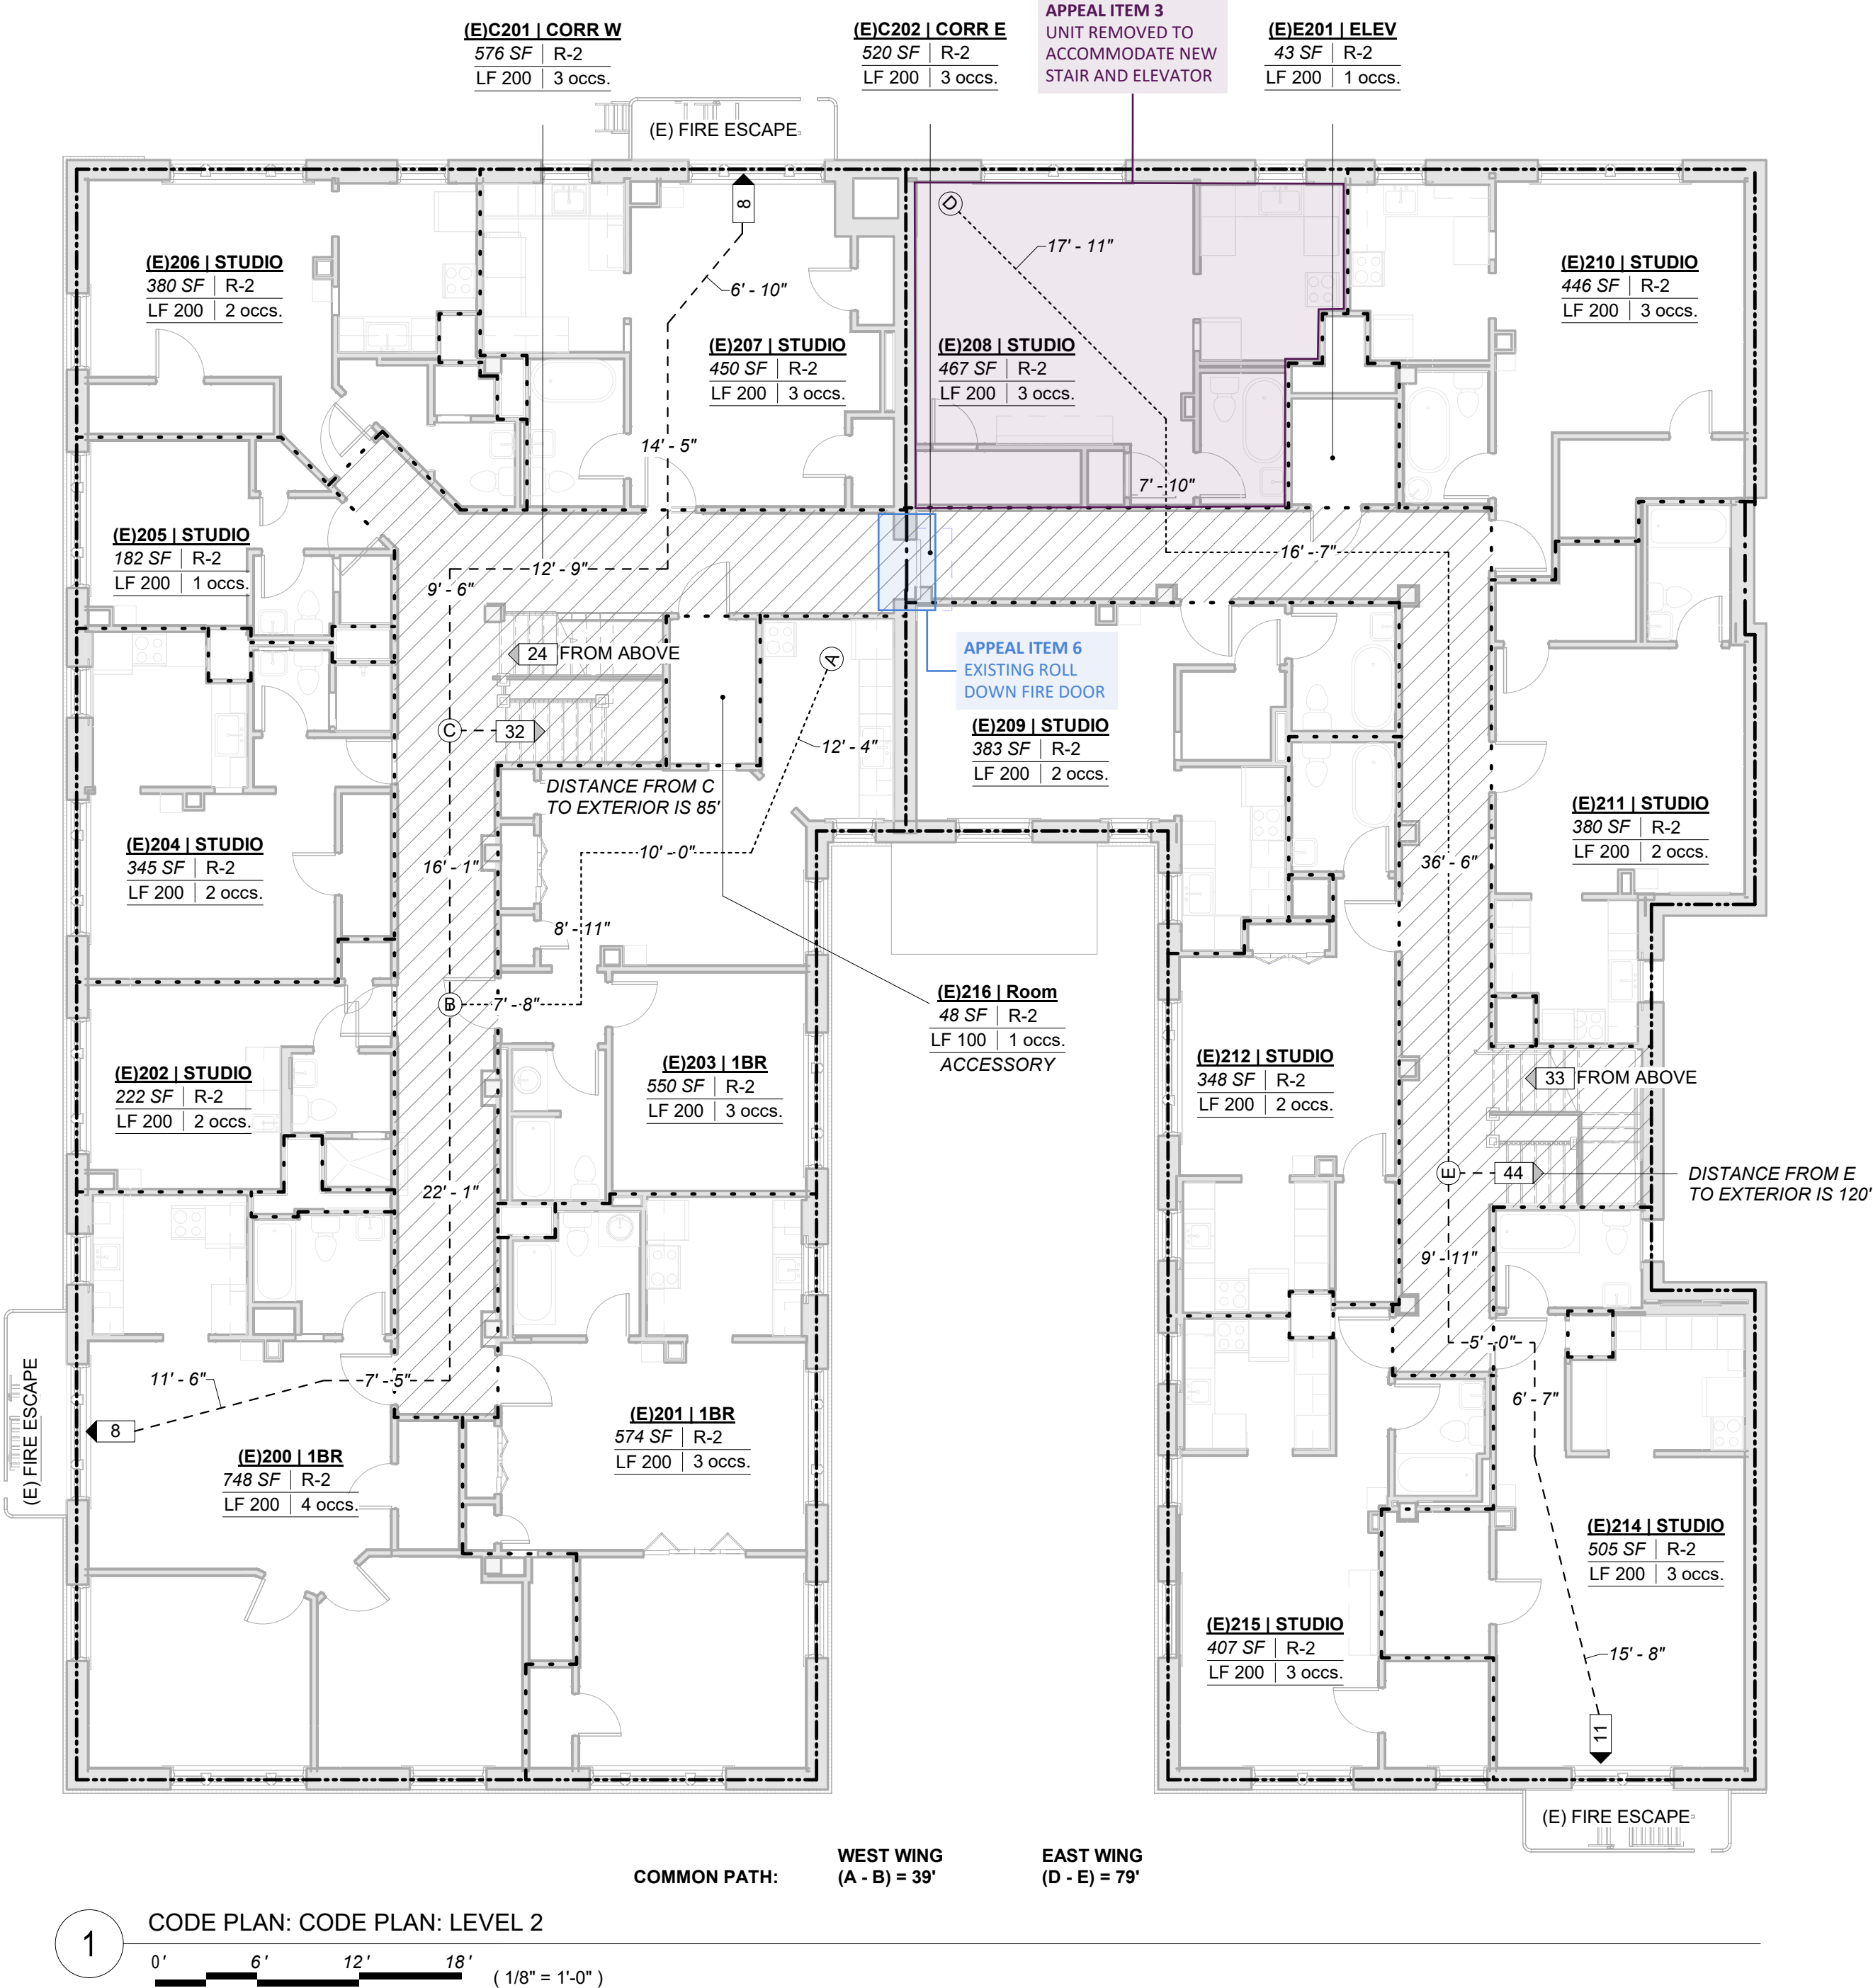 APPEAL ITEM 3
UNIT REMOVED TO
ACCOMMODATE NEW
STAIR AND ELEVATOR
(E)C201 | CORR W
576 SF | R-2
LF 200 | 3 occs.
(E)C202 | CORR E
520 SF | R-2
LF 200 | 3 occs.
(E)E201 | ELEV
43 SF | R-2
LF 200 | 1 occs.
(E) FIRE ESCAPE
8
D
17' - 11"
6' - 10"
(E)206 | STUDIO
380 SF | R-2
LF 200 | 2 occs.
(E)207 | STUDIO
450 SF | R-2
LF 200 | 3 occs.
(E)208 | STUDIO
467 SF | R-2
LF 200 | 3 occs.
(E)210 | STUDIO
446 SF | R-2
LF 200 | 3 occs.
14' - 5"
7' - 10"
(E)205 | STUDIO
182 SF | R-2
LF 200 | 1 occs.
12' - 9"
9' - 6"
16' - 7"
24 FROM ABOVE
A
APPEAL ITEM 6
EXISTING ROLL
DOWN FIRE DOOR
C
32
12' - 4"
(E)209 | STUDIO
383 SF | R-2
LF 200 | 2 occs.
DISTANCE FROM C
TO EXTERIOR IS 85'
(E)211 | STUDIO
380 SF | R-2
LF 200 | 2 occs.
(E)204 | STUDIO
345 SF | R-2
LF 200 | 2 occs.
16' - 1"
10' - 0"
36' - 6"
8' - 11"
B
7' - 8"
(E)216 | Room
48 SF | R-2
LF 100 | 1 occs.
ACCESSORY
(E)202 | STUDIO
222 SF | R-2
LF 200 | 2 occs.
(E)203 | 1BR
550 SF | R-2
LF 200 | 3 occs.
(E)212 | STUDIO
348 SF | R-2
LF 200 | 2 occs.
33 FROM ABOVE
22' - 1"
E
44
DISTANCE FROM E
TO EXTERIOR IS 120'
9' - 11"
5' - 0"
11' - 6"
7' - 5"
6' - 7"
(E) FIRE ESCAPE
8
(E)200 | 1BR
748 SF | R-2
LF 200 | 4 occs.
(E)201 | 1BR
574 SF | R-2
LF 200 | 3 occs.
(E)214 | STUDIO
505 SF | R-2
LF 200 | 3 occs.
(E)215 | STUDIO
407 SF | R-2
LF 200 | 3 occs.
15' - 8"
11
(E) FIRE ESCAPE
COMMON PATH:
WEST WING
(A - B) = 39'
EAST WING
(D - E) = 79'
1
CODE PLAN: CODE PLAN: LEVEL 2
0' 6' 12' 18'
( 1/8" = 1'-0" )